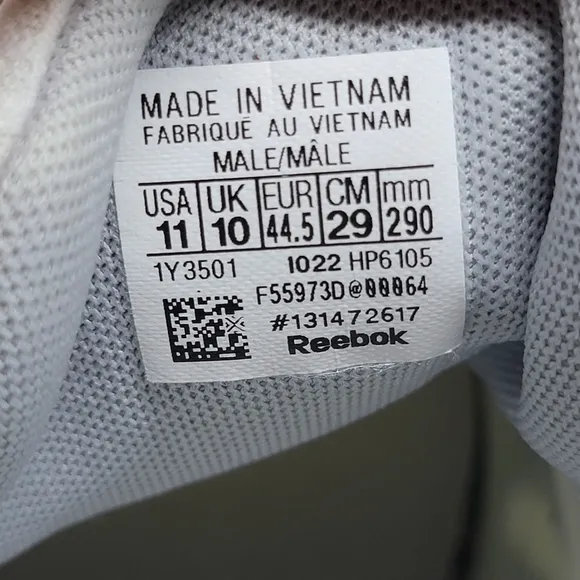 MADE IN VIETNAM
FABRIQUÉ AU VIETNAM
MALE/MÂLE
USA UK EUR CM mm
11 10 44.5 29 290
1Y3501 1022 HP6105
F55973D@00064
#131472617
Reebok